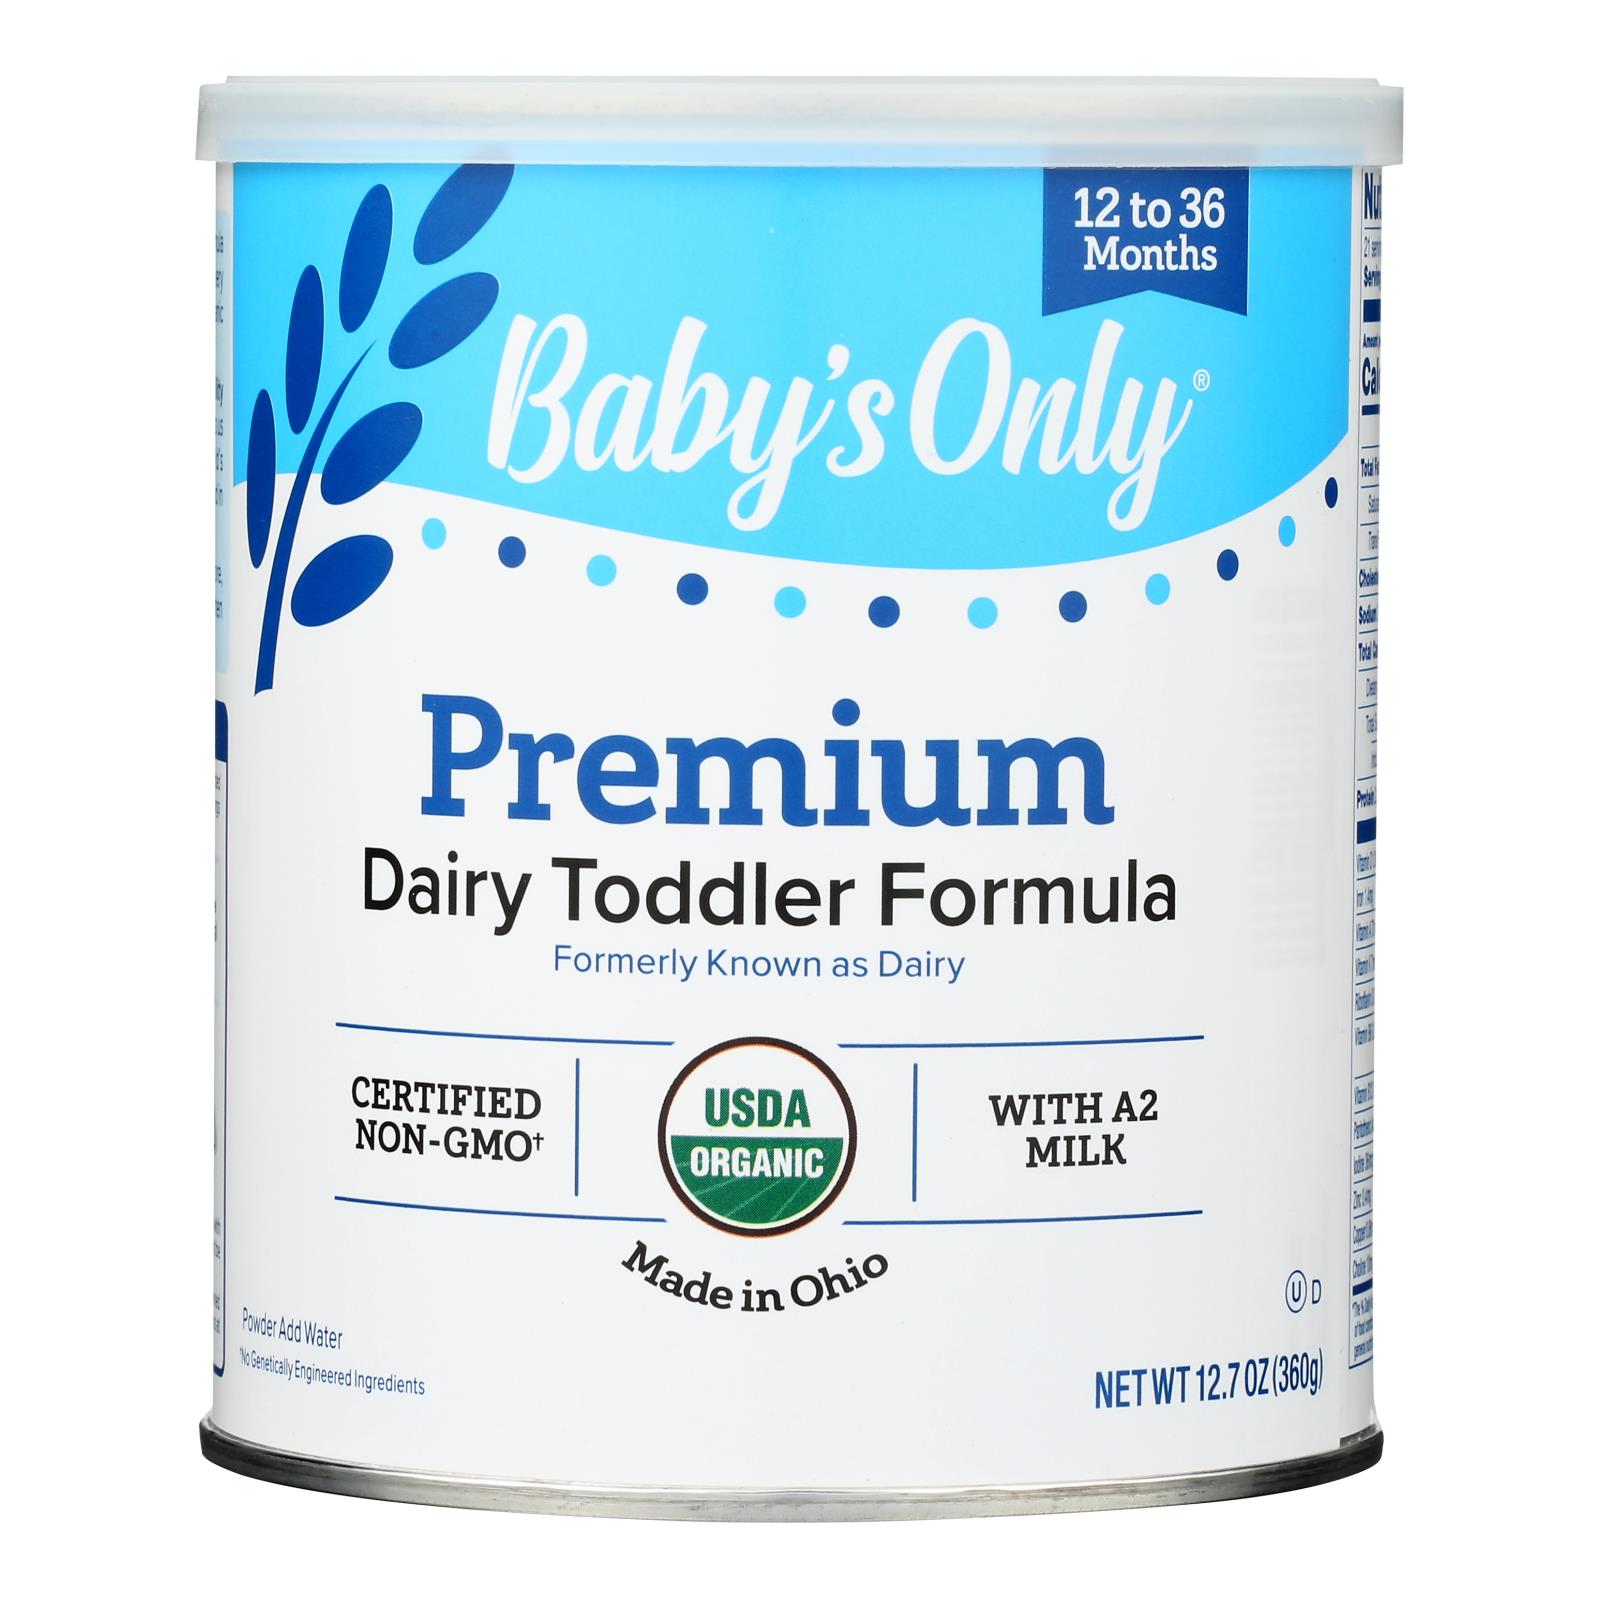 12 to 36
Months
Baby's Only®
Premium
Dairy Toddler Formula
Formerly Known as Dairy
CERTIFIED
NON-GMO†
USDA
ORGANIC
WITH A2
MILK
Made in Ohio
U D
Powder Add Water
†No Genetically Engineered Ingredients
NET WT 12.7 OZ (360g)